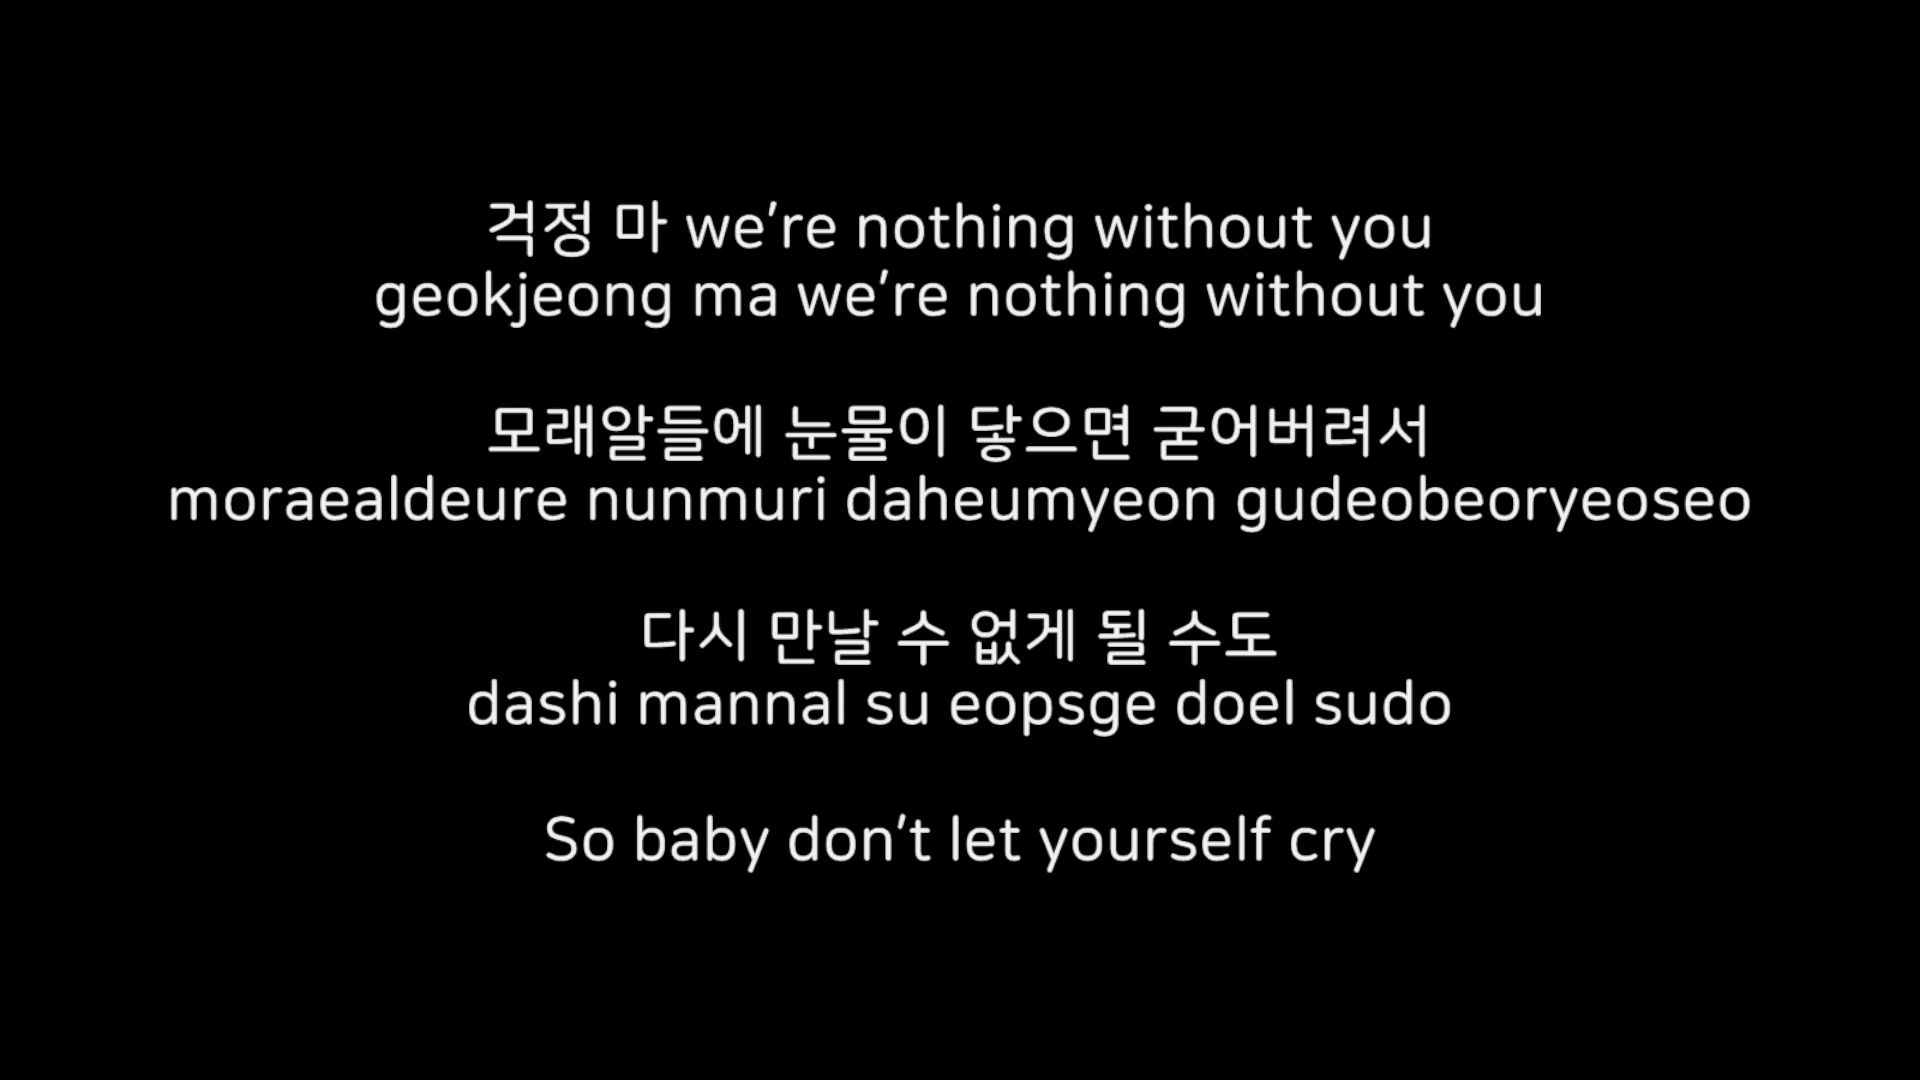 걱정 마 we’re nothing without you
geokjeong ma we’re nothing without you
모래알들에 눈물이 닿으면 굳어버려서
moraealdeure nunmuri daheumyeon gudeobeoryeoseo
다시 만날 수 없게 될 수도
dashi mannal su eopsge doel sudo
So baby don’t let yourself cry